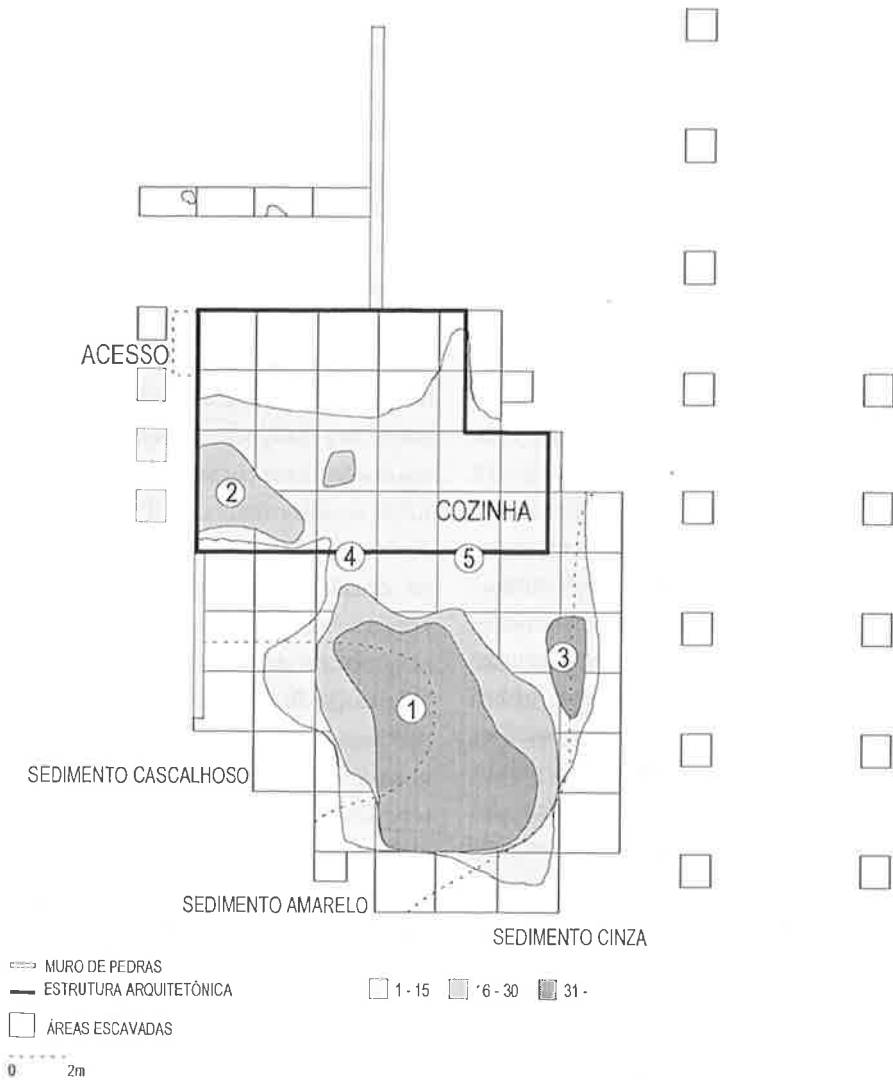 ACESSO
2
COZINHA
4
5
3
1
SEDIMENTO CASCALHOSO
SEDIMENTO AMARELO
SEDIMENTO CINZA
MURO DE PEDRAS
ESTRUTURA ARQUITETÔNICA
1 - 15
16 - 30
31 -
ÁREAS ESCAVADAS
0 2m